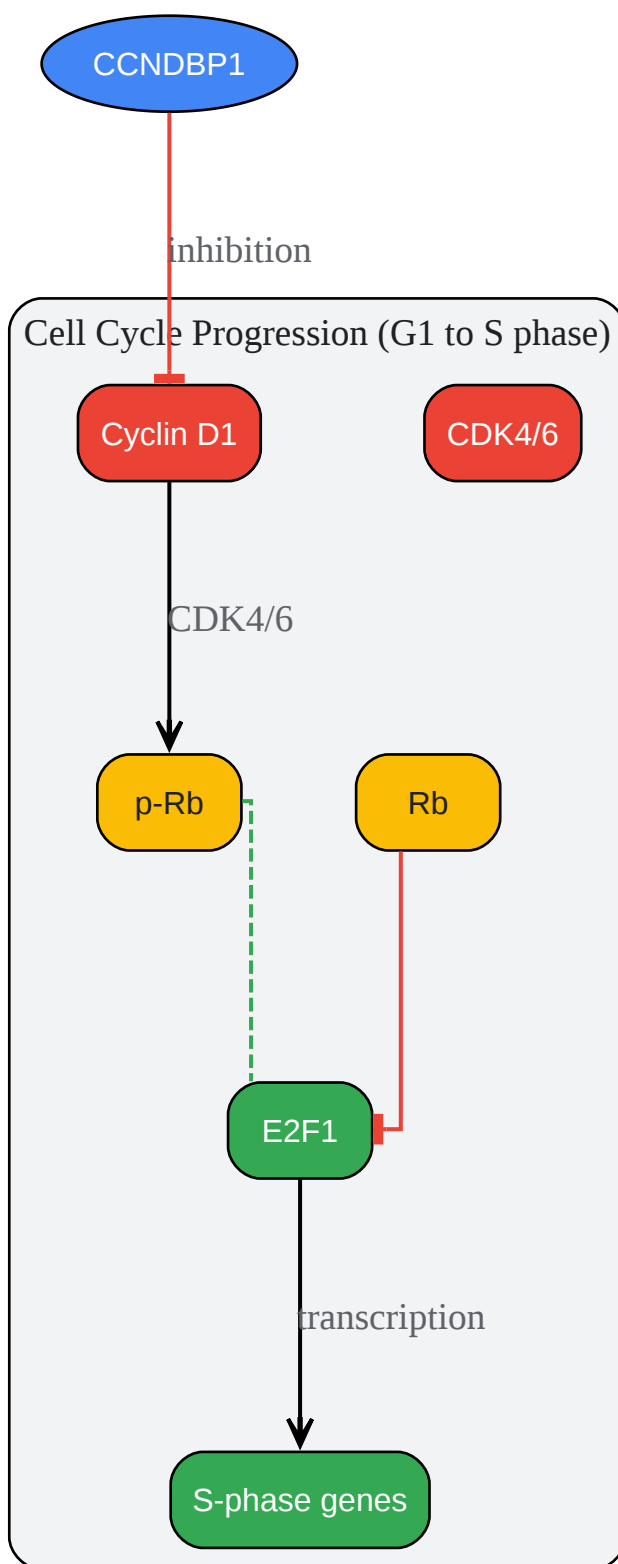 CCNDBP1
inhibition
Cell Cycle Progression (G1 to S phase)
Cyclin D1
CDK4/6
CDK4/6
p-Rb
Rb
E2F1
transcription
S-phase genes